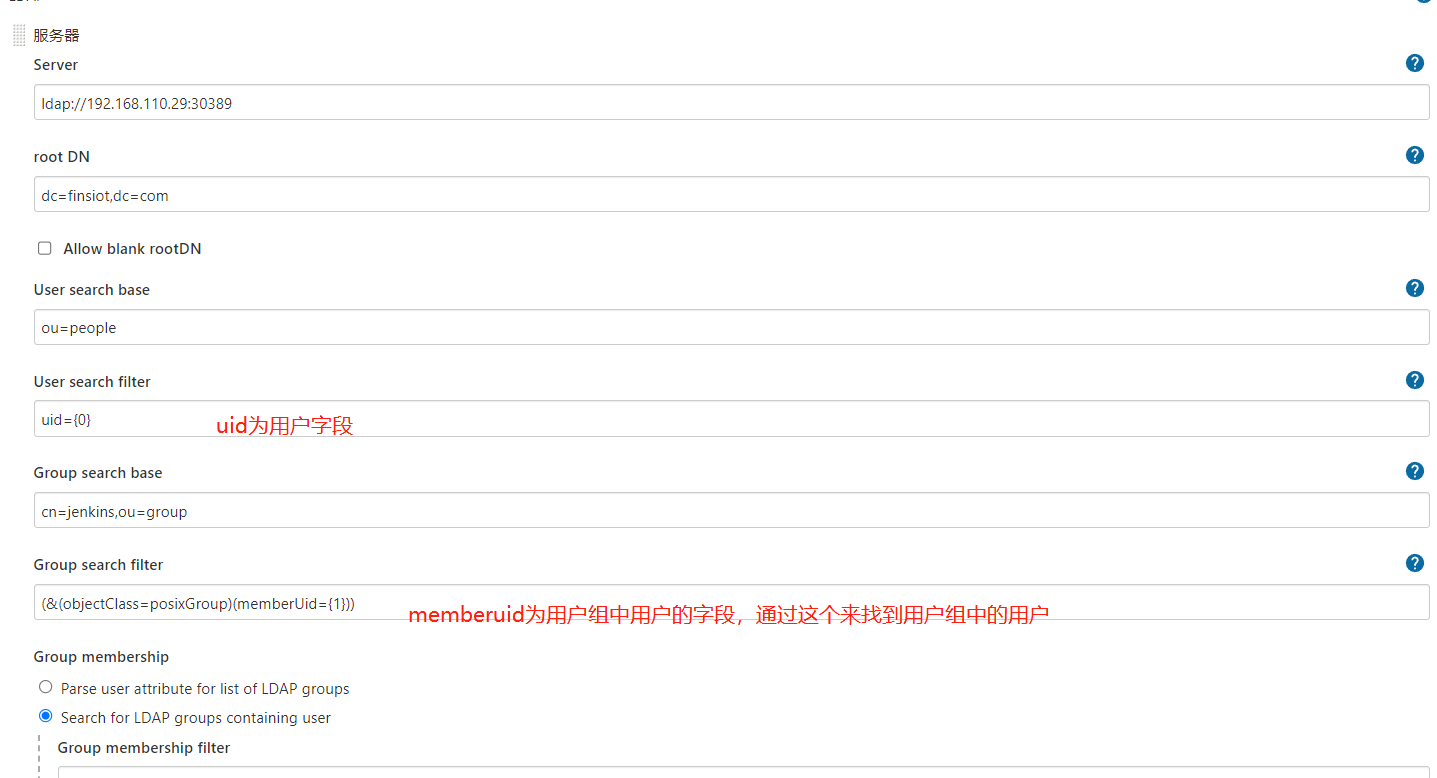 服务器
Server
ldap://192.168.110.29:30389
root DN
dc=finsiot,dc=com
Allow blank rootDN
User search base
ou=people
User search filter
uid={0}
uid为用户字段
Group search base
cn=jenkins,ou=group
Group search filter
(&(objectClass=posixGroup)(memberUid={1}))
memberuid为用户组中用户的字段，通过这个来找到用户组中的用户
Group membership
Parse user attribute for list of LDAP groups
Search for LDAP groups containing user
Group membership filter